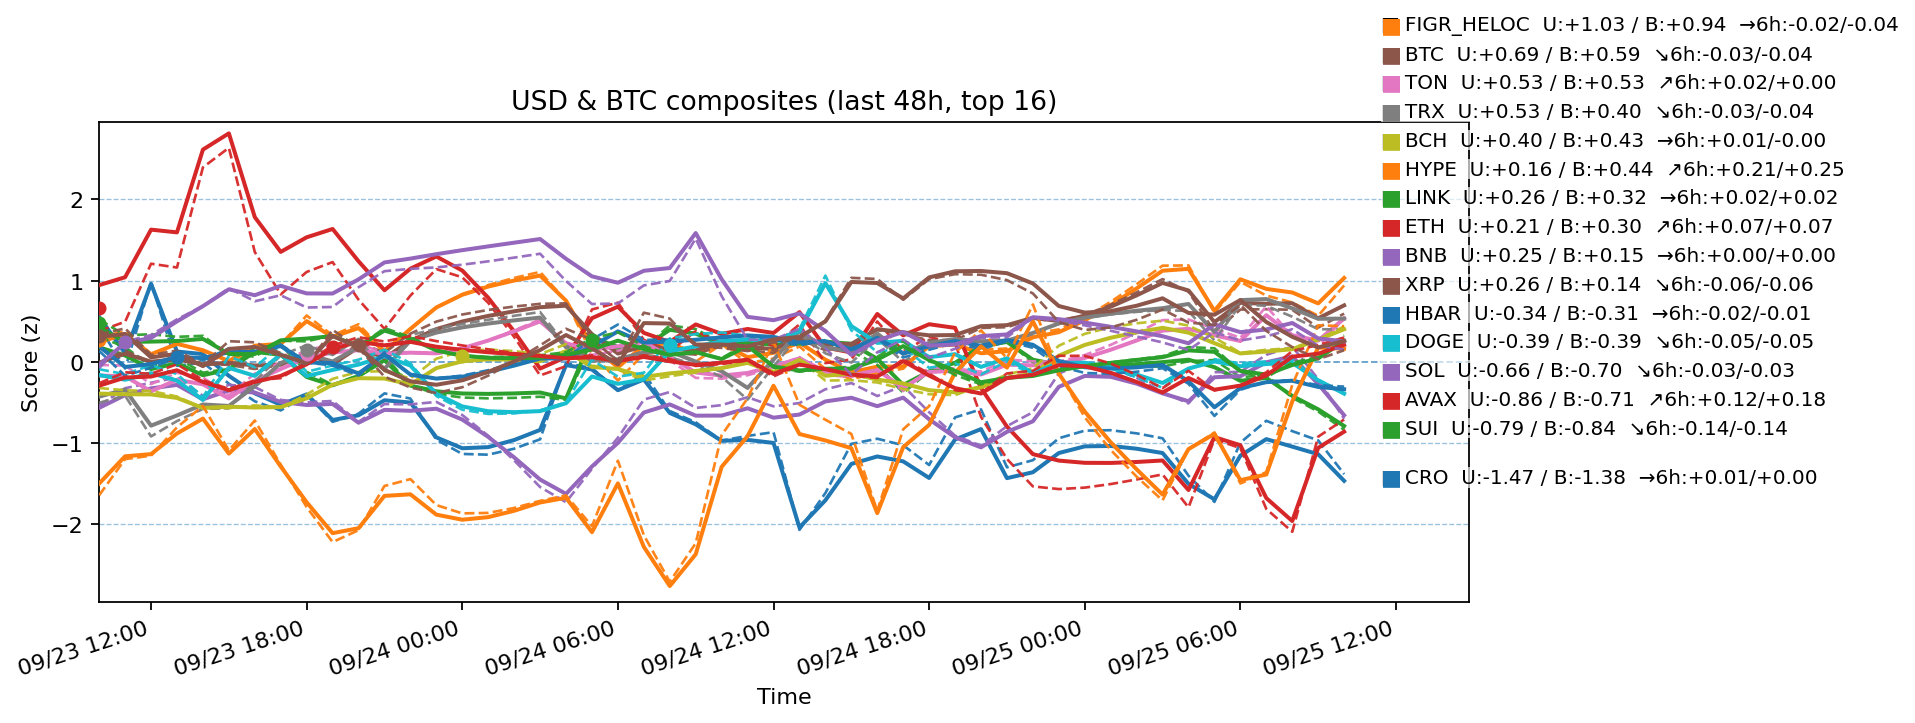 FIGR_HELOC U:+1.03 / B:+0.94 →6h:-0.02/-0.04
BTC U:+0.69 / B:+0.59 ↘6h:-0.03/-0.04
TON U:+0.53 / B:+0.53 ↗6h:+0.02/+0.00
USD & BTC composites (last 48h, top 16)
TRX U:+0.53 / B:+0.40 ↘6h:-0.03/-0.04
BCH U:+0.40 / B:+0.43 →6h:+0.01/-0.00
HYPE U:+0.16 / B:+0.44 ↗6h:+0.21/+0.25
LINK U:+0.26 / B:+0.32 →6h:+0.02/+0.02
ETH U:+0.21 / B:+0.30 ↗6h:+0.07/+0.07
BNB U:+0.25 / B:+0.15 →6h:+0.00/+0.00
XRP U:+0.26 / B:+0.14 ↘6h:-0.06/-0.06
HBAR U:-0.34 / B:-0.31 →6h:-0.02/-0.01
DOGE U:-0.39 / B:-0.39 ↘6h:-0.05/-0.05
SOL U:-0.66 / B:-0.70 ↘6h:-0.03/-0.03
AVAX U:-0.86 / B:-0.71 ↗6h:+0.12/+0.18
SUI U:-0.79 / B:-0.84 ↘6h:-0.14/-0.14
CRO U:-1.47 / B:-1.38 →6h:+0.01/+0.00
Score (z)
2
1
0
−1
−2
09/23 12:00
09/23 18:00
09/24 00:00
09/24 06:00
09/24 12:00
09/24 18:00
09/25 00:00
09/25 06:00
09/25 12:00
Time